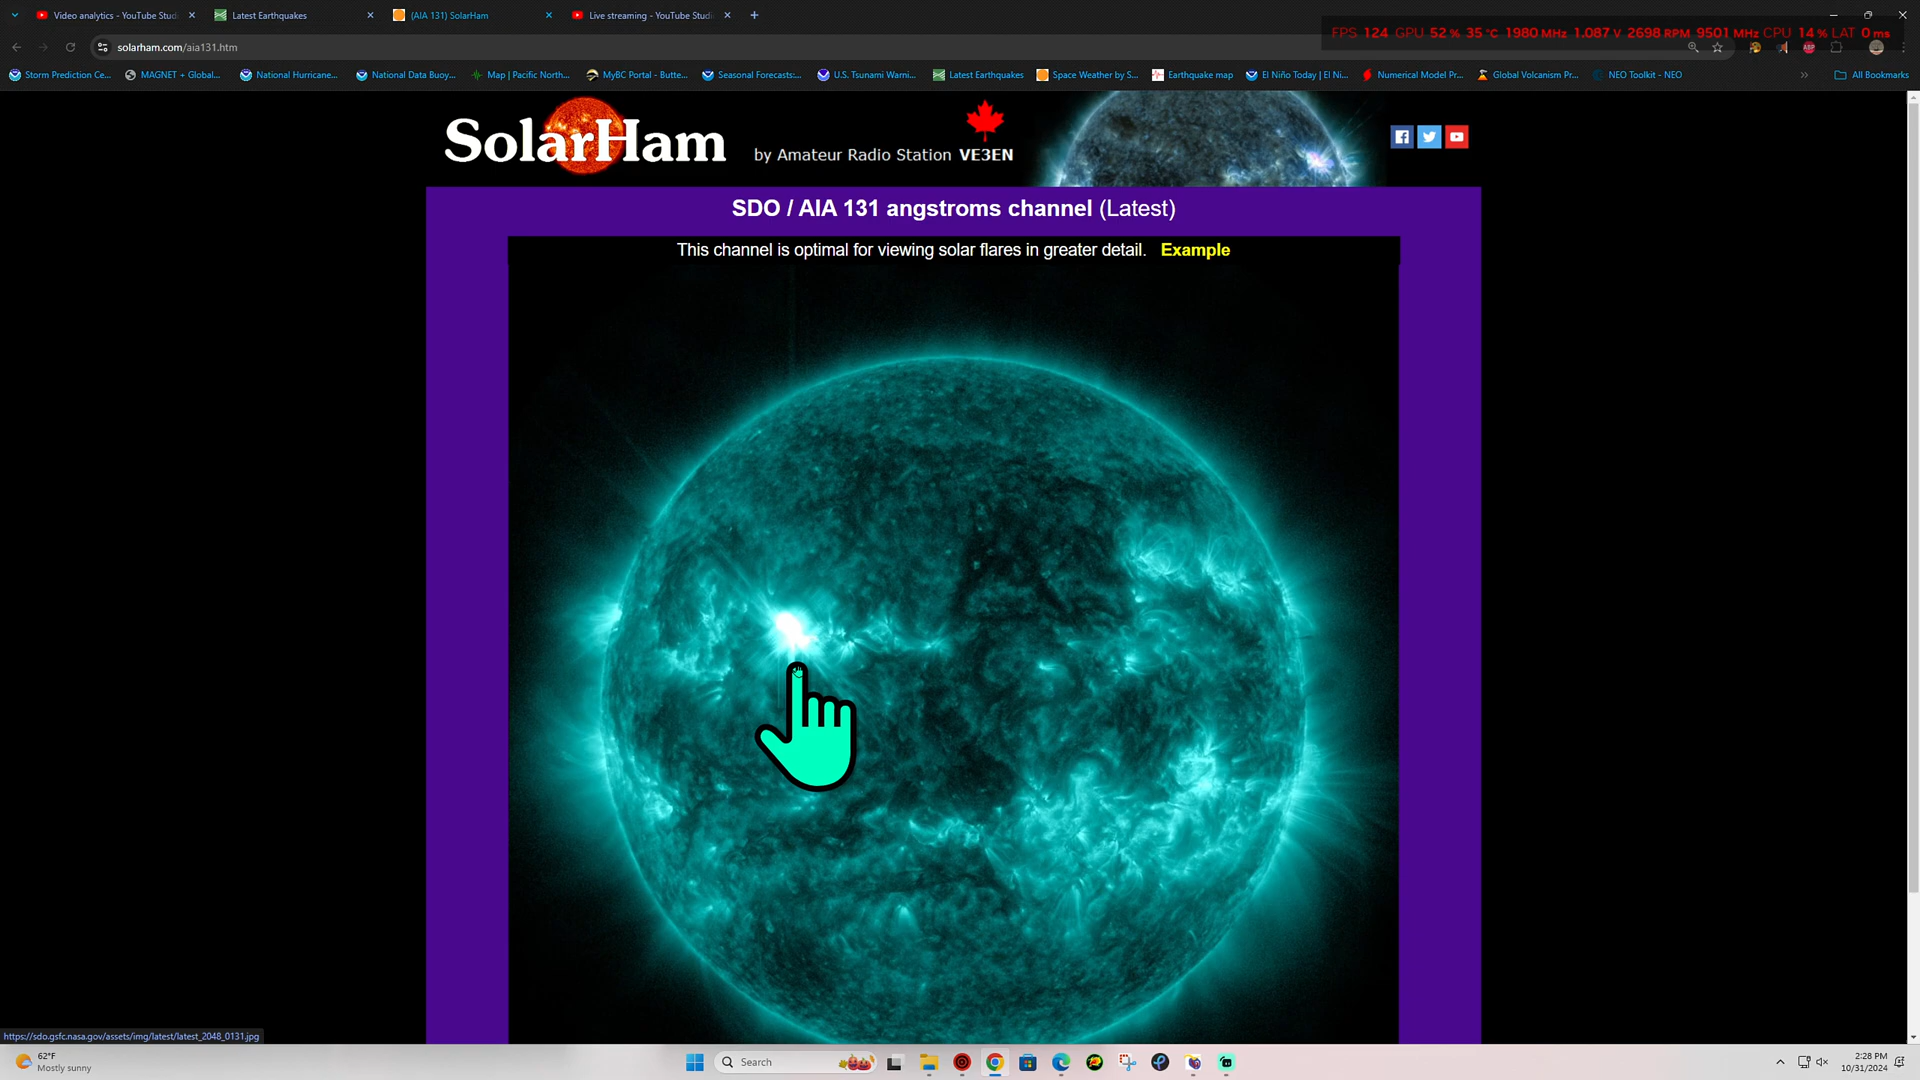 Video analytics - YouTube Studi
Latest Earthquakes
(AIA 131) SolarHam
Live streaming - YouTube Studi
solarham.com/aia131.htm
FPS 124 GPU 52 % 35 °C 1980 MHz 1.087 V 2698 RPM 9501 MHz CPU 14 % LAT 0 ms
Storm Prediction Ce...
MAGNET + Global...
National Hurricane...
National Data Buoy...
Map | Pacific North...
MyBC Portal - Butte...
Seasonal Forecasts:...
U.S. Tsunami Warni...
Latest Earthquakes
Space Weather by S...
Earthquake map
El Niño Today | El Ni...
Numerical Model Pr...
Global Volcanism Pr...
NEO Toolkit - NEO
All Bookmarks
SolarHam
by Amateur Radio Station VE3EN
SDO / AIA 131 angstroms channel (Latest)
This channel is optimal for viewing solar flares in greater detail. Example
https://sdo.gsfc.nasa.gov/assets/img/latest/latest_2048_0131.jpg
62°F
Mostly sunny
Search
2:28 PM
10/31/2024